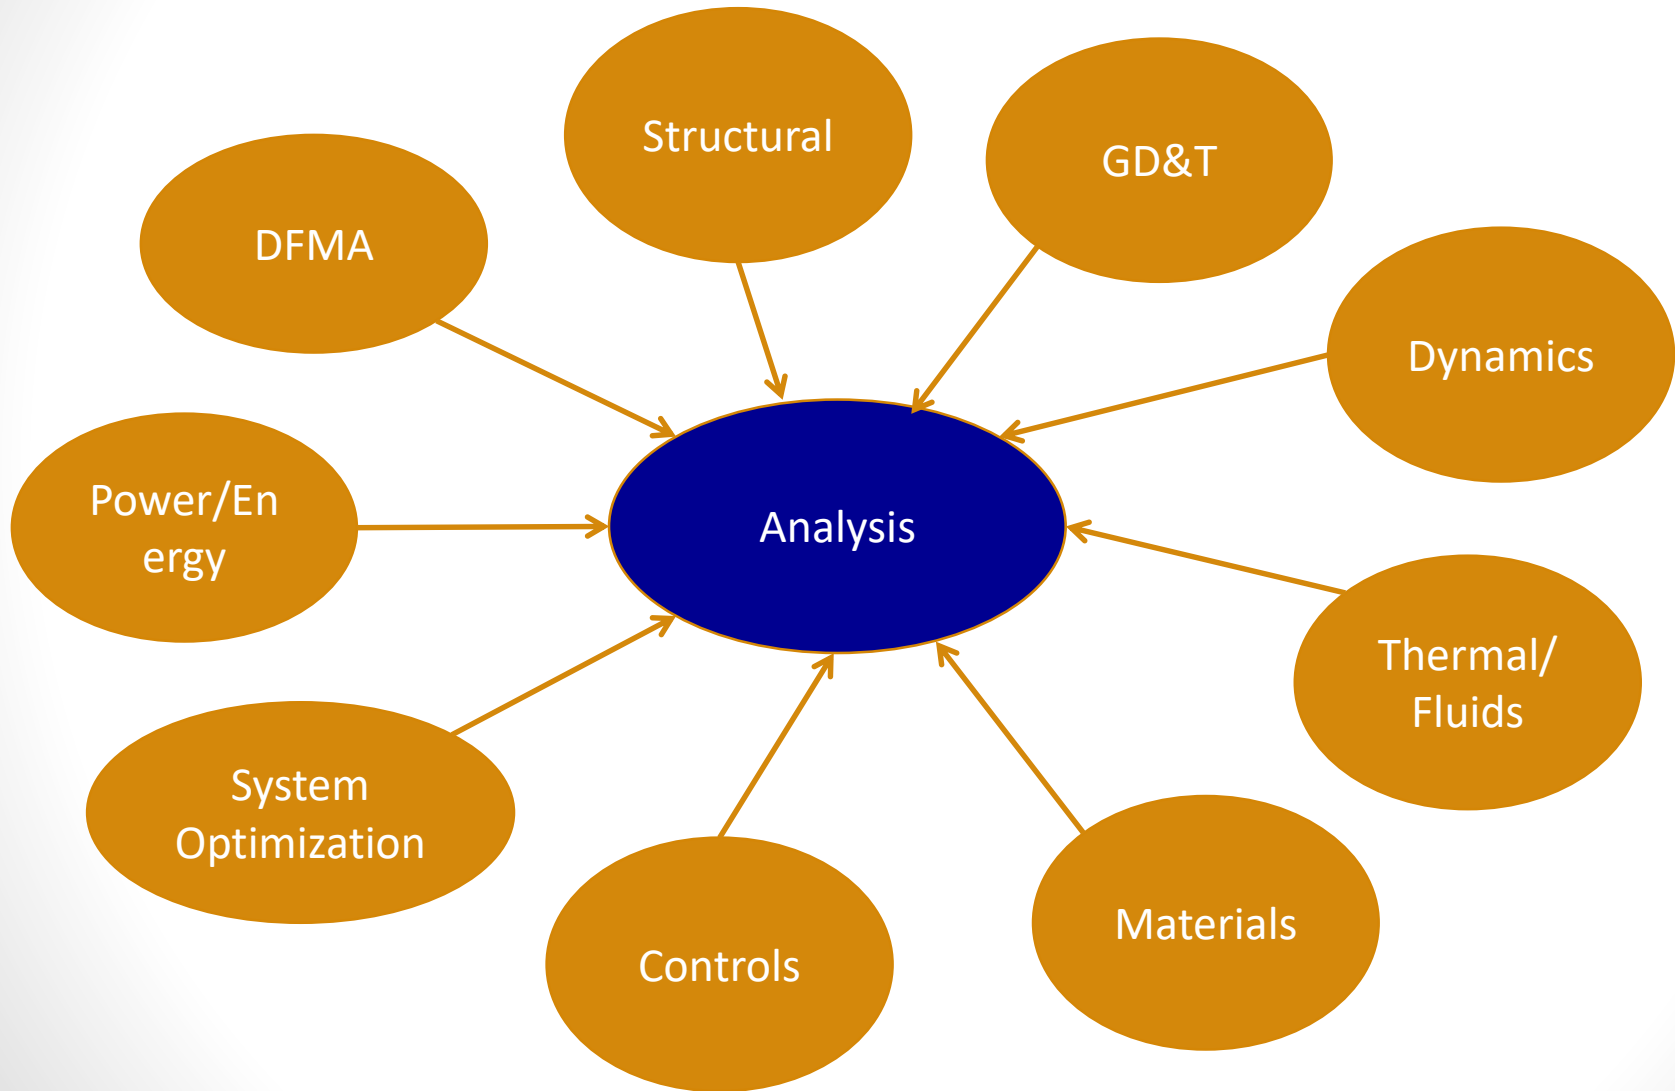 Structural
GD&T
DFMA
Dynamics
Power/En
ergy
Analysis
Thermal/
Fluids
System
Optimization
Materials
Controls